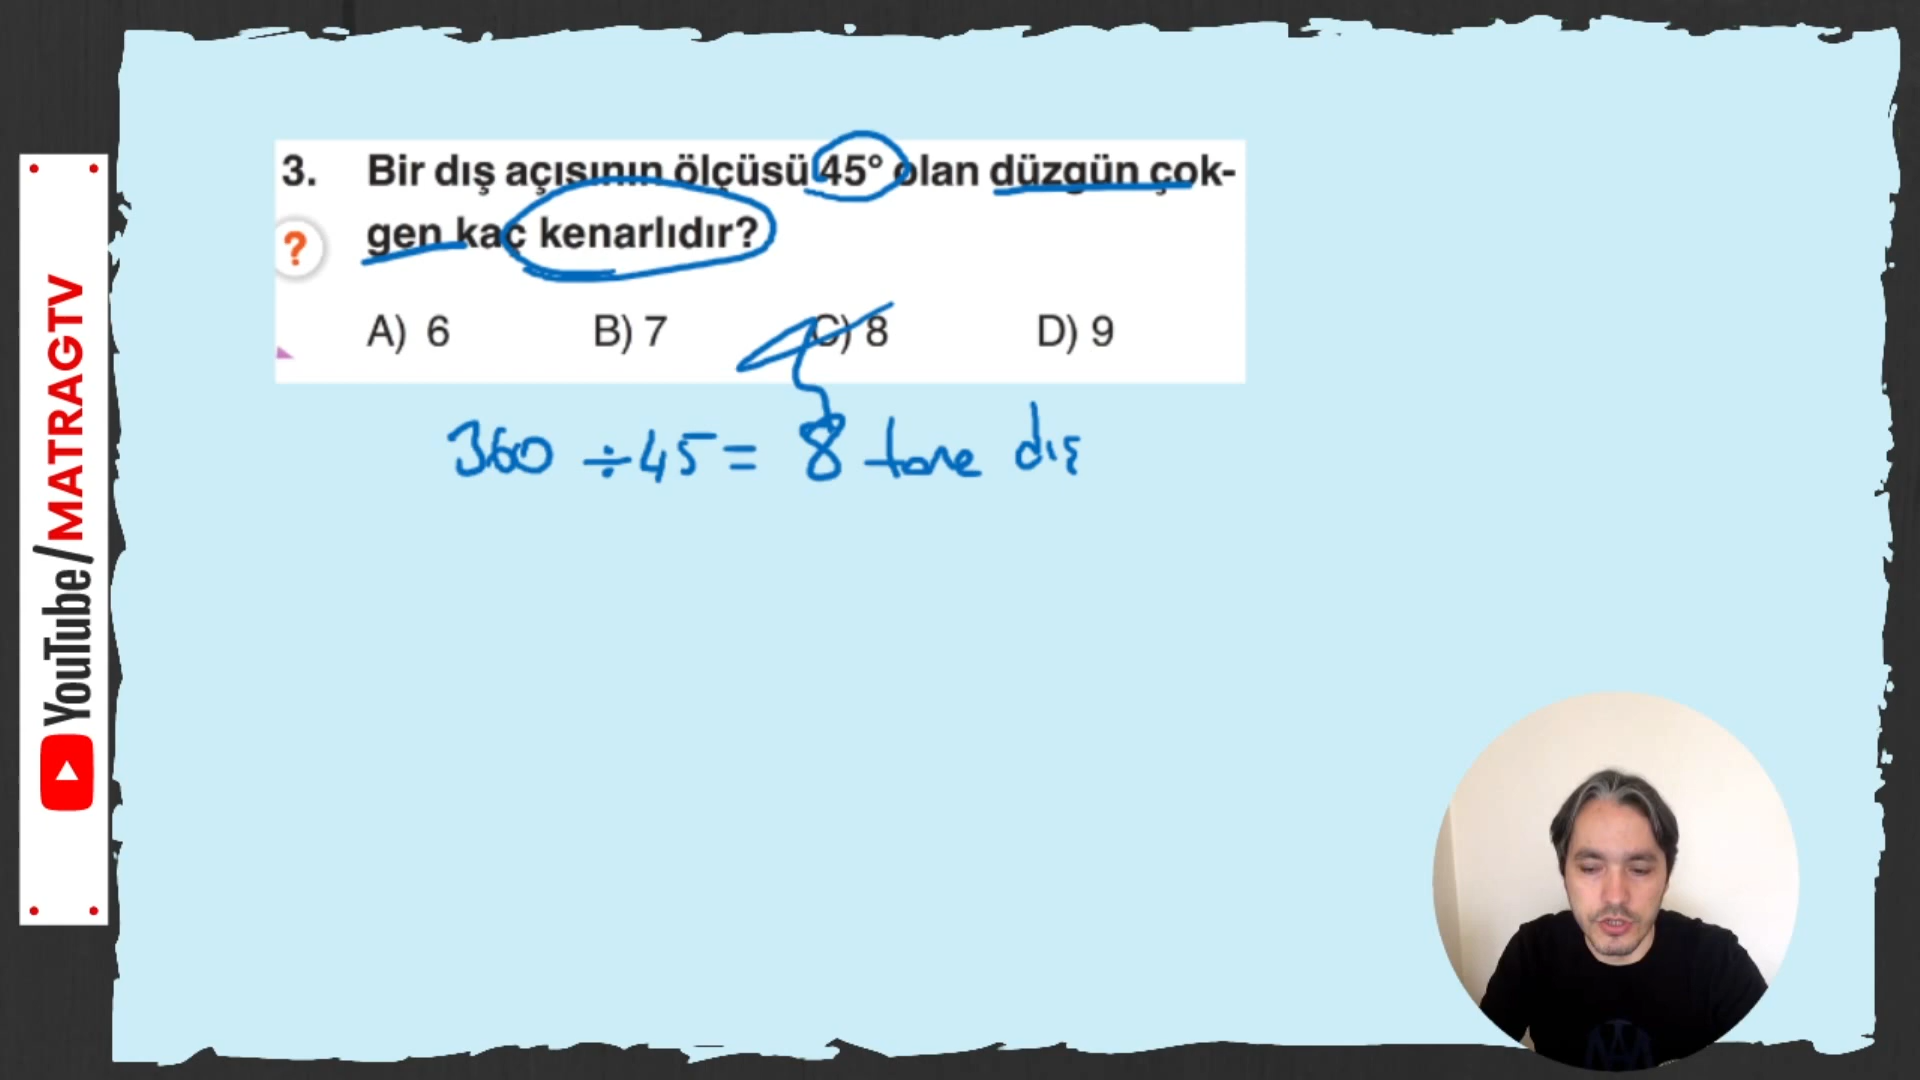 3. Bir dış açısının ölçüsü 45° olan düzgün çok-
gen kaç kenarlıdır?
?
A) 6 B) 7 C) 8 D) 9
360 ÷ 45 = 8 tane dış
YouTube/MATRAGTV